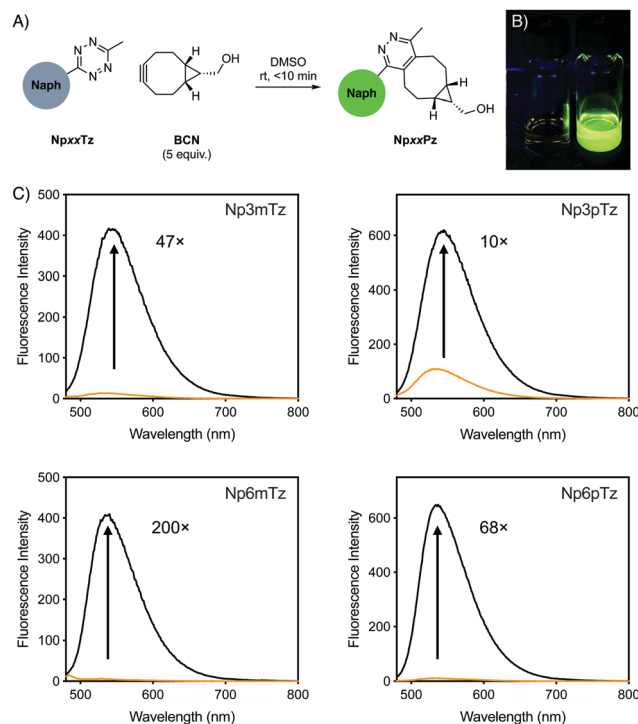 A)
N
N
N
N
Naph
NpxxTz
H
H
OH
BCN
(5 equiv.)
DMSO
rt, <10 min
N
N
Naph
H
H
OH
NpxxPz
B)
C)
Np3mTz
47×
Fluorescence Intensity
500
400
300
200
100
0
500 600 700 800
Wavelength (nm)
Np3pTz
10×
Fluorescence Intensity
600
400
200
0
500 600 700 800
Wavelength (nm)
Np6mTz
200×
Fluorescence Intensity
500
400
300
200
100
0
500 600 700 800
Wavelength (nm)
Np6pTz
68×
Fluorescence Intensity
600
400
200
0
500 600 700 800
Wavelength (nm)